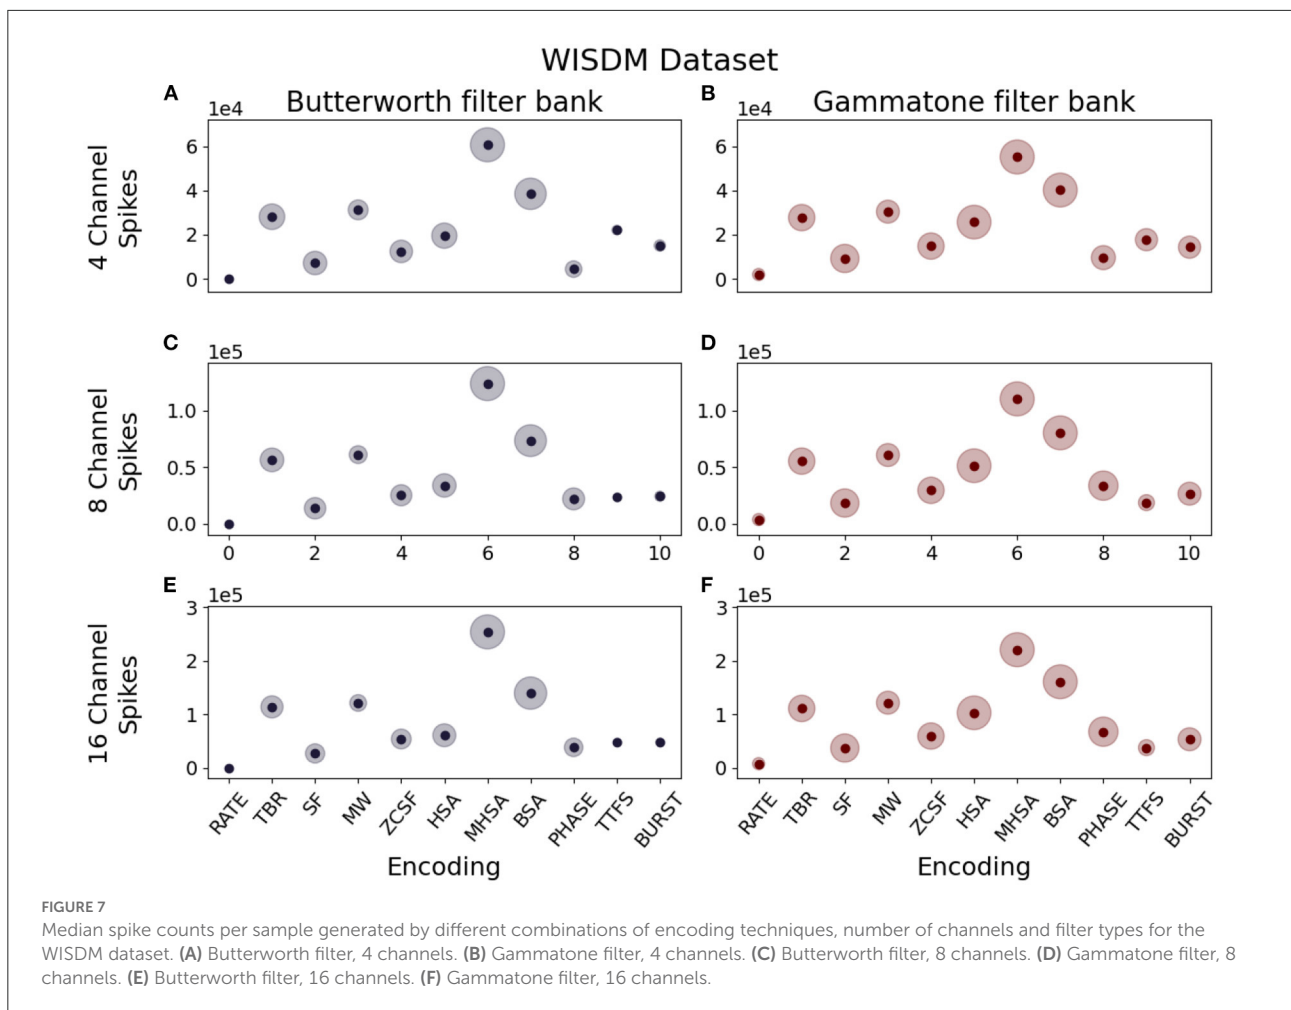 WISDM Dataset
A
Butterworth filter bank
B
Gammatone filter bank
1e4
1e4
4 Channel
Spikes
6
4
2
0
6
4
2
0
C
D
1e5
1e5
8 Channel
Spikes
1.0
0.5
0.0
1.0
0.5
0.0
0 2 4 6 8 10
0 2 4 6 8 10
E
F
1e5
1e5
16 Channel
Spikes
3
2
1
0
3
2
1
0
RATE TBR SF MW ZCSF HSA MHSA BSA PHASE TTFS BURST
RATE TBR SF MW ZCSF HSA MHSA BSA PHASE TTFS BURST
Encoding
Encoding
FIGURE 7
Median spike counts per sample generated by different combinations of encoding techniques, number of channels and filter types for the
WISDM dataset. (A) Butterworth filter, 4 channels. (B) Gammatone filter, 4 channels. (C) Butterworth filter, 8 channels. (D) Gammatone filter, 8
channels. (E) Butterworth filter, 16 channels. (F) Gammatone filter, 16 channels.